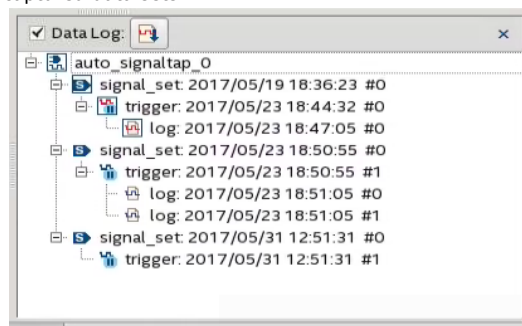 Data Log:
auto_signaltap_0
signal_set: 2017/05/19 18:36:23 #0
trigger: 2017/05/23 18:44:32 #0
log: 2017/05/23 18:47:05 #0
signal_set: 2017/05/23 18:50:55 #0
trigger: 2017/05/23 18:50:55 #1
log: 2017/05/23 18:51:05 #0
log: 2017/05/23 18:51:05 #1
signal_set: 2017/05/31 12:51:31 #0
trigger: 2017/05/31 12:51:31 #1